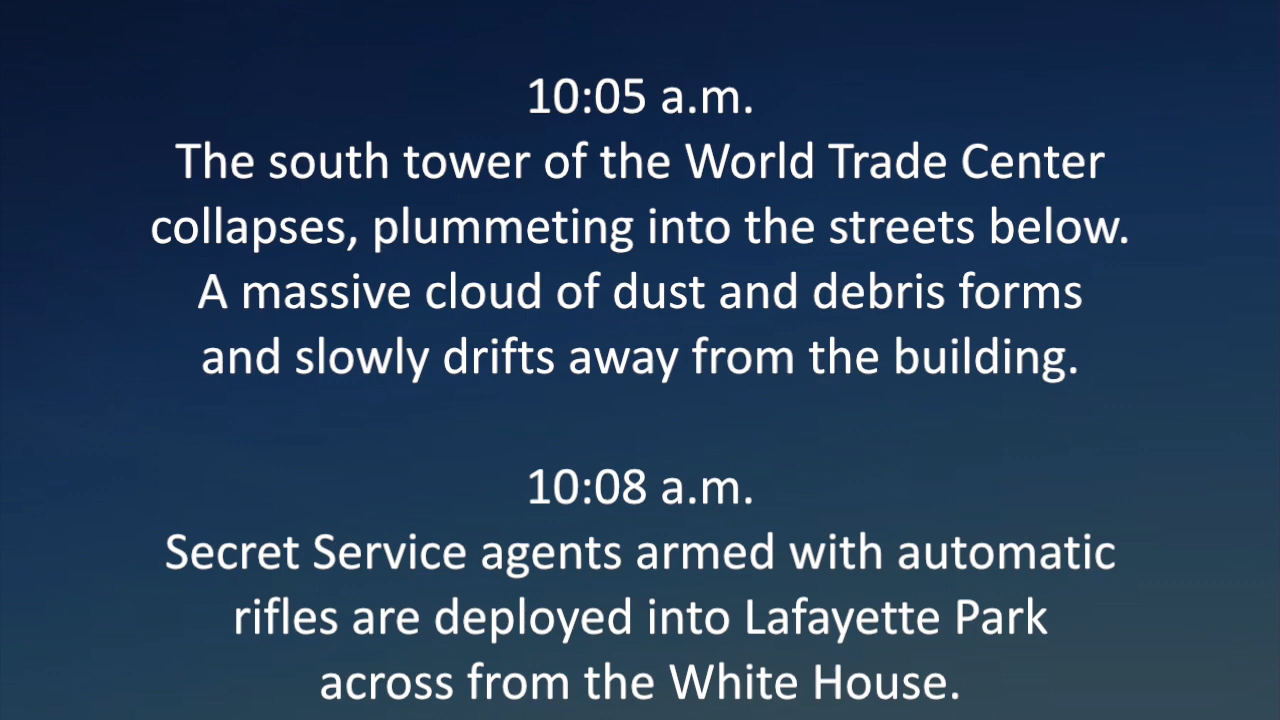 10:05 a.m.
The south tower of the World Trade Center
collapses, plummeting into the streets below.
A massive cloud of dust and debris forms
and slowly drifts away from the building.
10:08 a.m.
Secret Service agents armed with automatic
rifles are deployed into Lafayette Park
across from the White House.